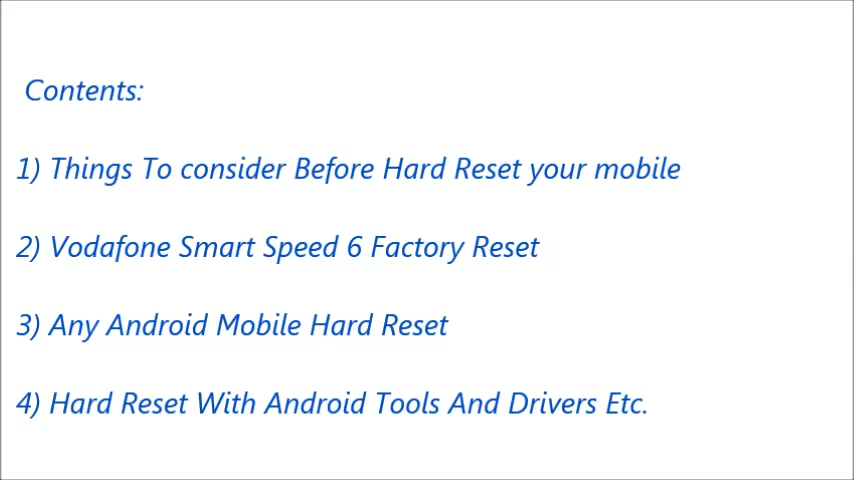 Contents:
1) Things To consider Before Hard Reset your mobile
2) Vodafone Smart Speed 6 Factory Reset
3) Any Android Mobile Hard Reset
4) Hard Reset With Android Tools And Drivers Etc.